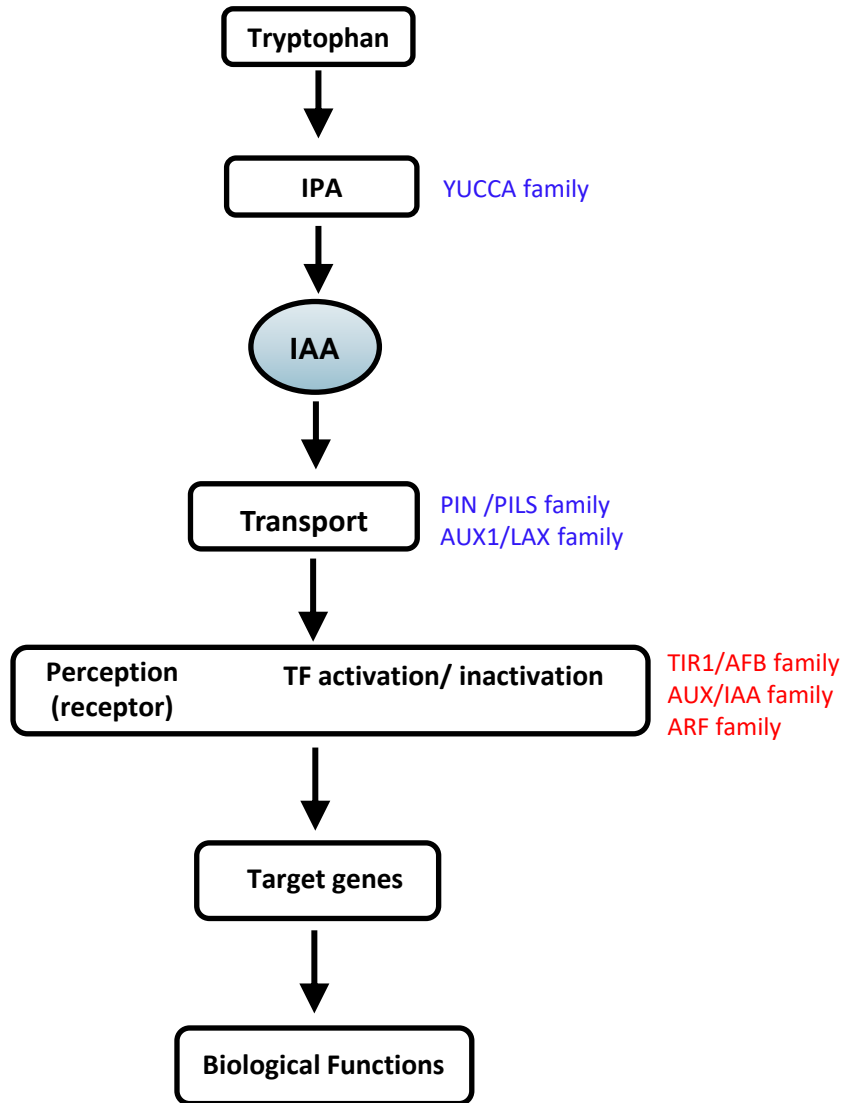 Tryptophan
IPA
YUCCA family
IAA
Transport
PIN /PILS family
AUX1/LAX family
Perception
(receptor)
TF activation/ inactivation
TIR1/AFB family
AUX/IAA family
ARF family
Target genes
Biological Functions